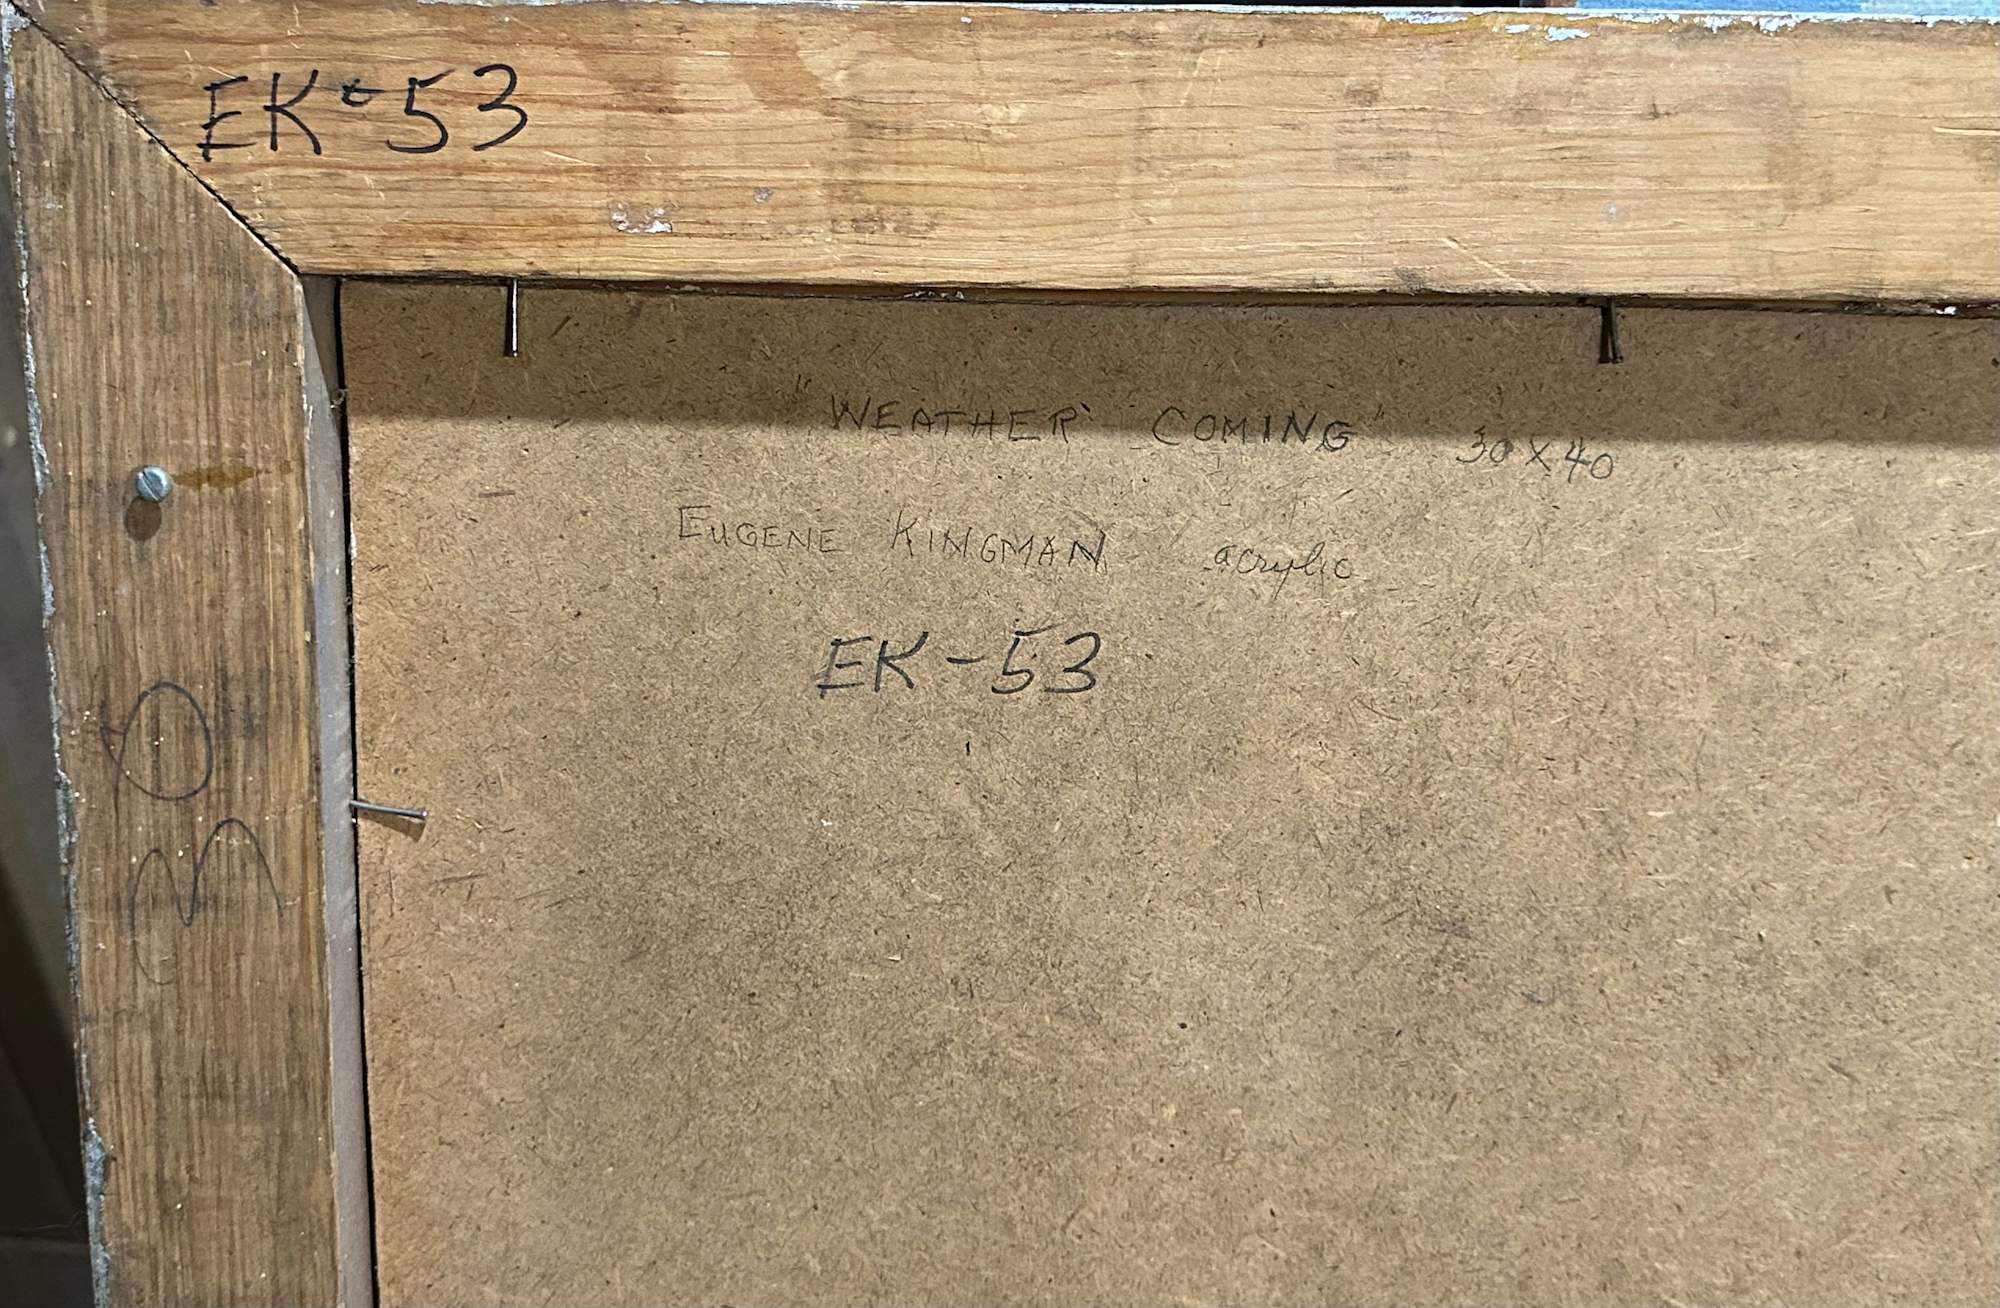 EK-53
"WEATHER COMING" 30 X 40
EUGENE KINGMAN acrylic
EK-53
30